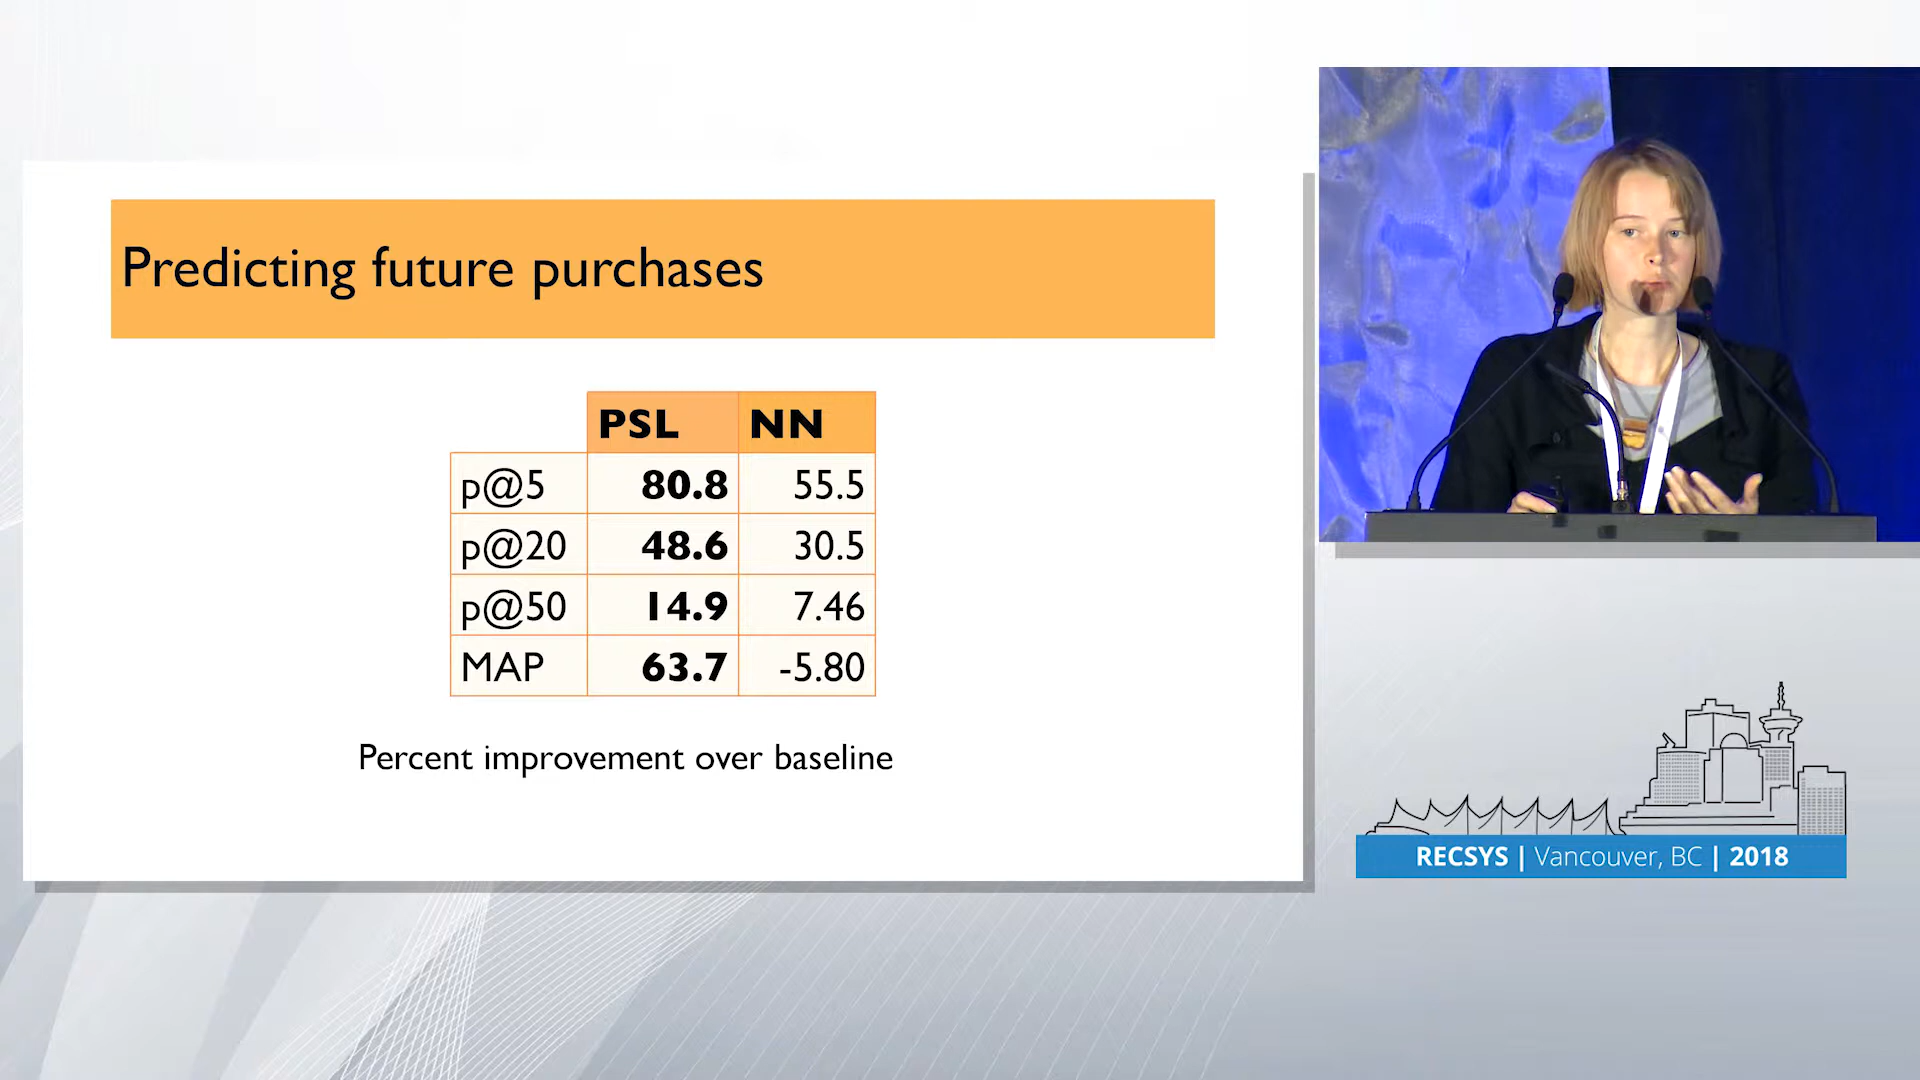 Predicting future purchases
PSL NN
p@5 80.8 55.5
p@20 48.6 30.5
p@50 14.9 7.46
MAP 63.7 -5.80
Percent improvement over baseline
RECSYS | Vancouver, BC | 2018